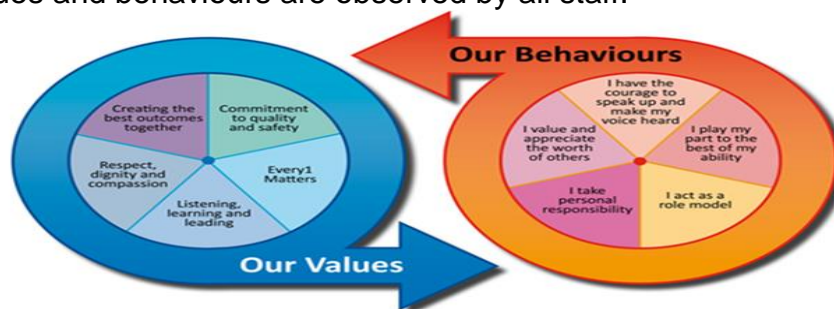 and behaviours are observed by all staff.
Our Behaviours
Creating the
best outcomes
together
Commitment
to quality
and safety
Every1
Matters
Listening,
learning and
leading
Respect,
dignity and
compassion
Our Values
I have the
courage to
speak up and
make my
voice heard
I play my
part to the
best of my
ability
I act as a
role model
I take
personal
responsibility
I value and
appreciate
the worth
of others